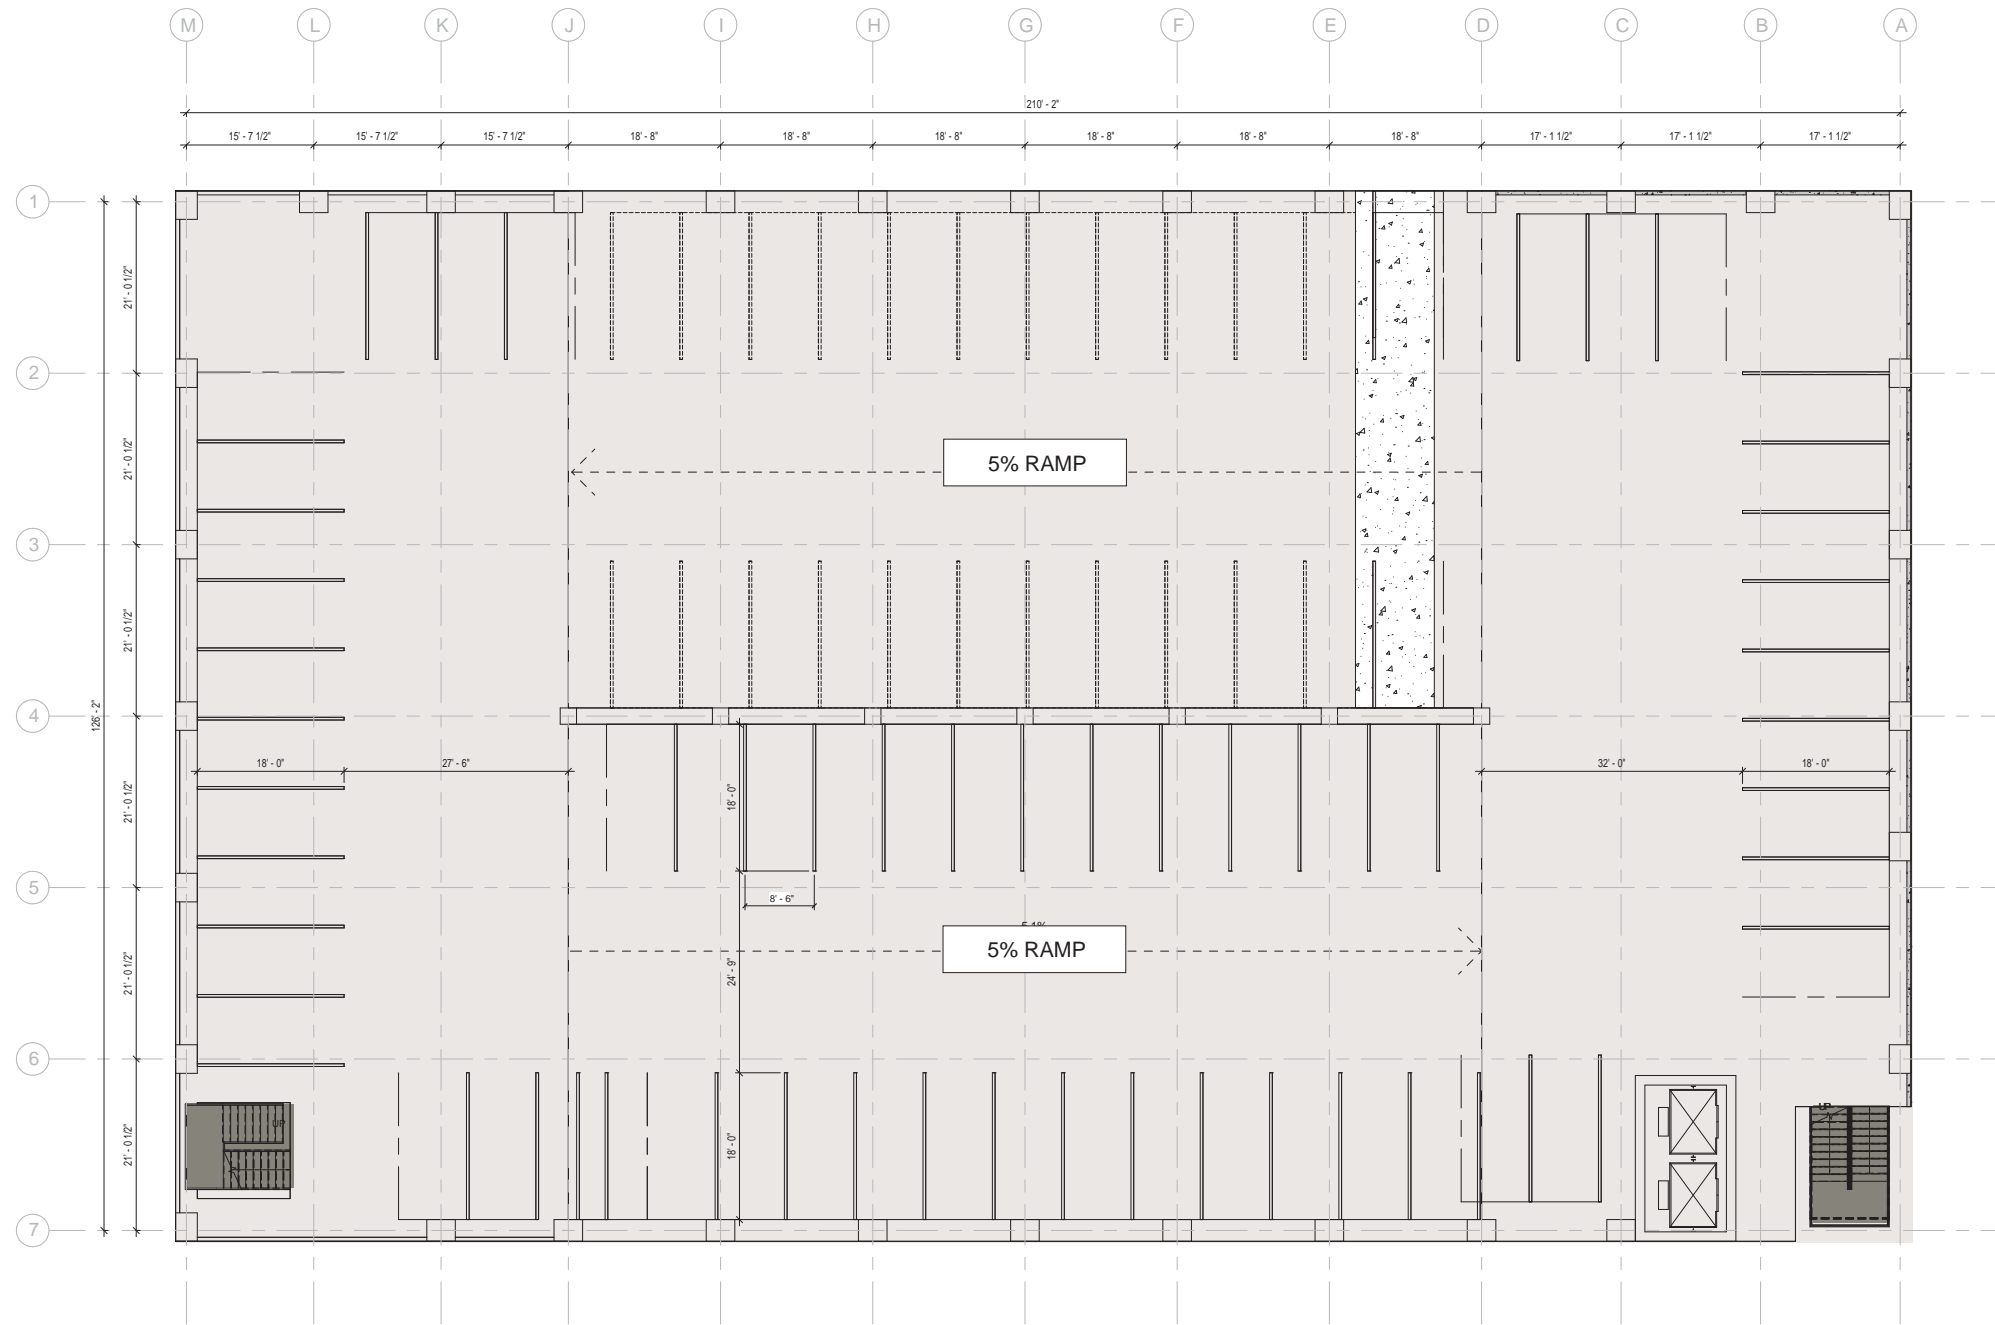 M L K J I H G F E D C B A
210' - 2"
15' - 7 1/2" 15' - 7 1/2" 15' - 7 1/2" 18' - 8" 18' - 8" 18' - 8" 18' - 8" 18' - 8" 18' - 8" 17' - 1 1/2" 17' - 1 1/2" 17' - 1 1/2"
1
21' - 0 1/2"
2
21' - 0 1/2"
5% RAMP
3
21' - 0 1/2"
4
126' - 2"
18' - 0" 27' - 6" 32' - 0" 18' - 0"
21' - 0 1/2"
18' - 0"
5
8' - 6"
5% RAMP
21' - 0 1/2"
24' - 9"
6
UP
UP
21' - 0 1/2"
18' - 0"
7